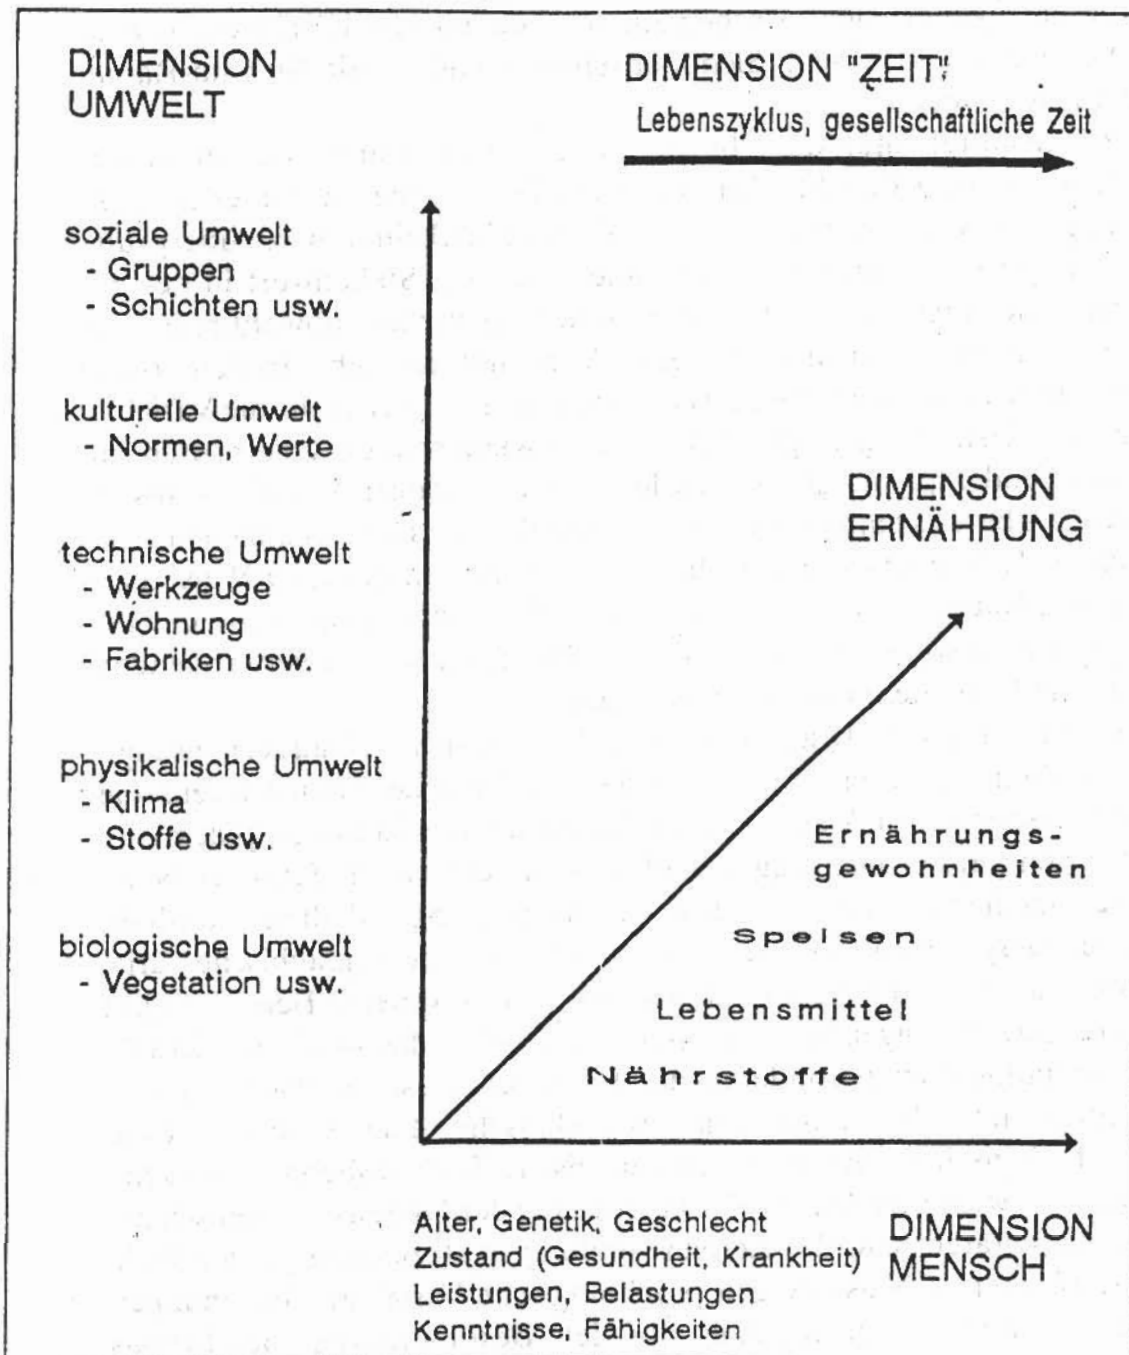 DIMENSION
UMWELT
DIMENSION "ZEIT"
Lebenszyklus, gesellschaftliche Zeit
soziale Umwelt
- Gruppen
- Schichten usw.
kulturelle Umwelt
- Normen, Werte
DIMENSION
ERNÄHRUNG
technische Umwelt
- Werkzeuge
- Wohnung
- Fabriken usw.
physikalische Umwelt
- Klima
- Stoffe usw.
Ernährungs-
gewohnheiten
Speisen
biologische Umwelt
- Vegetation usw.
Lebensmittel
Nährstoffe
Alter, Genetik, Geschlecht
Zustand (Gesundheit, Krankheit)
Leistungen, Belastungen
Kenntnisse, Fähigkeiten
DIMENSION
MENSCH